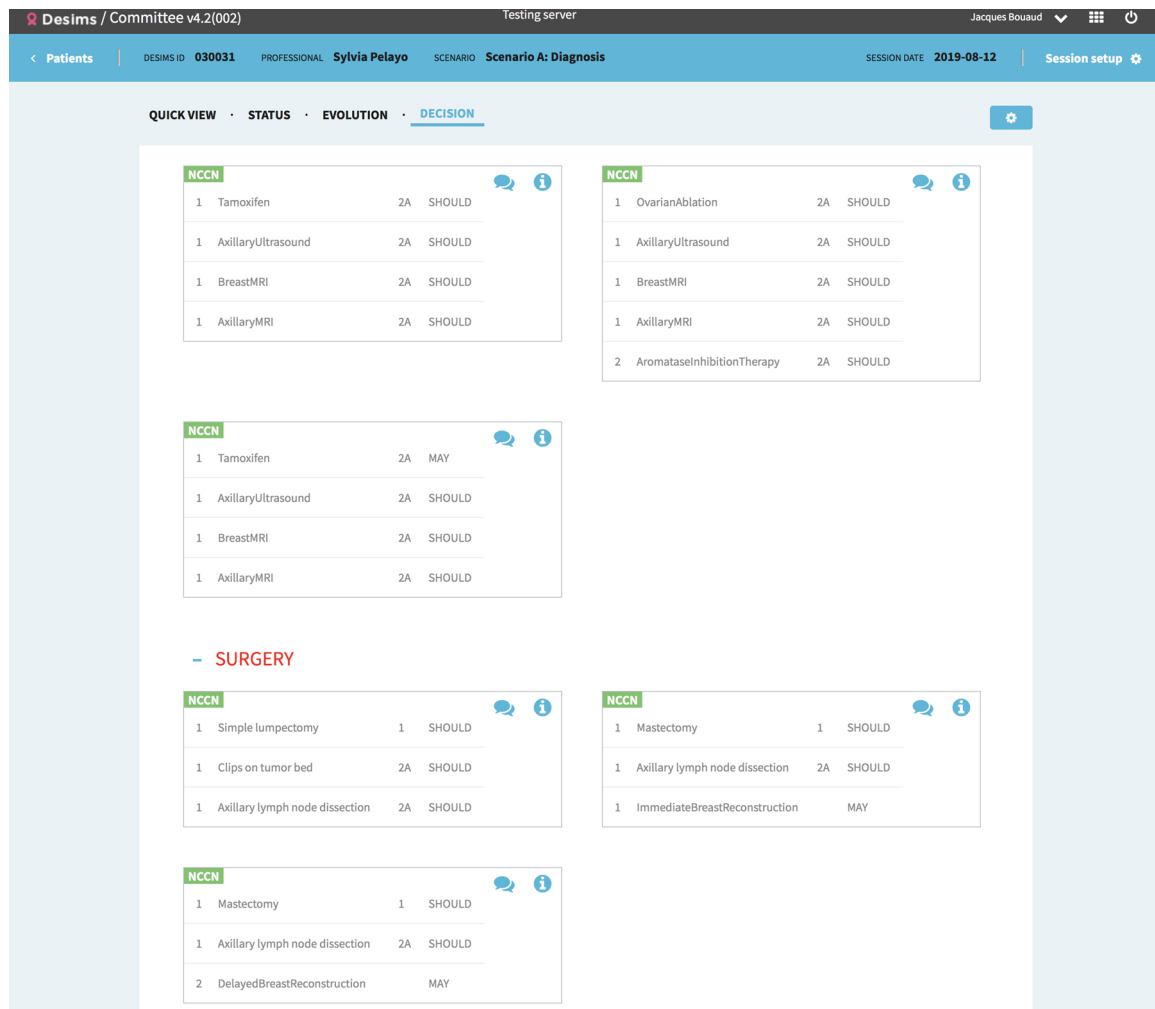 Desims / Committee v4.2(002) Testing server Jacques Bouaud
< Patients DESIMS ID 030031 PROFESSIONAL Sylvia Pelayo SCENARIO Scenario A: Diagnosis SESSION DATE 2019-08-12 Session setup
QUICK VIEW · STATUS · EVOLUTION · DECISION
NCCN
1 Tamoxifen 2A SHOULD
1 AxillaryUltrasound 2A SHOULD
1 BreastMRI 2A SHOULD
1 AxillaryMRI 2A SHOULD
NCCN
1 OvarianAblation 2A SHOULD
1 AxillaryUltrasound 2A SHOULD
1 BreastMRI 2A SHOULD
1 AxillaryMRI 2A SHOULD
2 AromataseInhibitionTherapy 2A SHOULD
NCCN
1 Tamoxifen 2A MAY
1 AxillaryUltrasound 2A SHOULD
1 BreastMRI 2A SHOULD
1 AxillaryMRI 2A SHOULD
– SURGERY
NCCN
1 Simple lumpectomy 1 SHOULD
1 Clips on tumor bed 2A SHOULD
1 Axillary lymph node dissection 2A SHOULD
NCCN
1 Mastectomy 1 SHOULD
1 Axillary lymph node dissection 2A SHOULD
1 ImmediateBreastReconstruction MAY
NCCN
1 Mastectomy 1 SHOULD
1 Axillary lymph node dissection 2A SHOULD
2 DelayedBreastReconstruction MAY